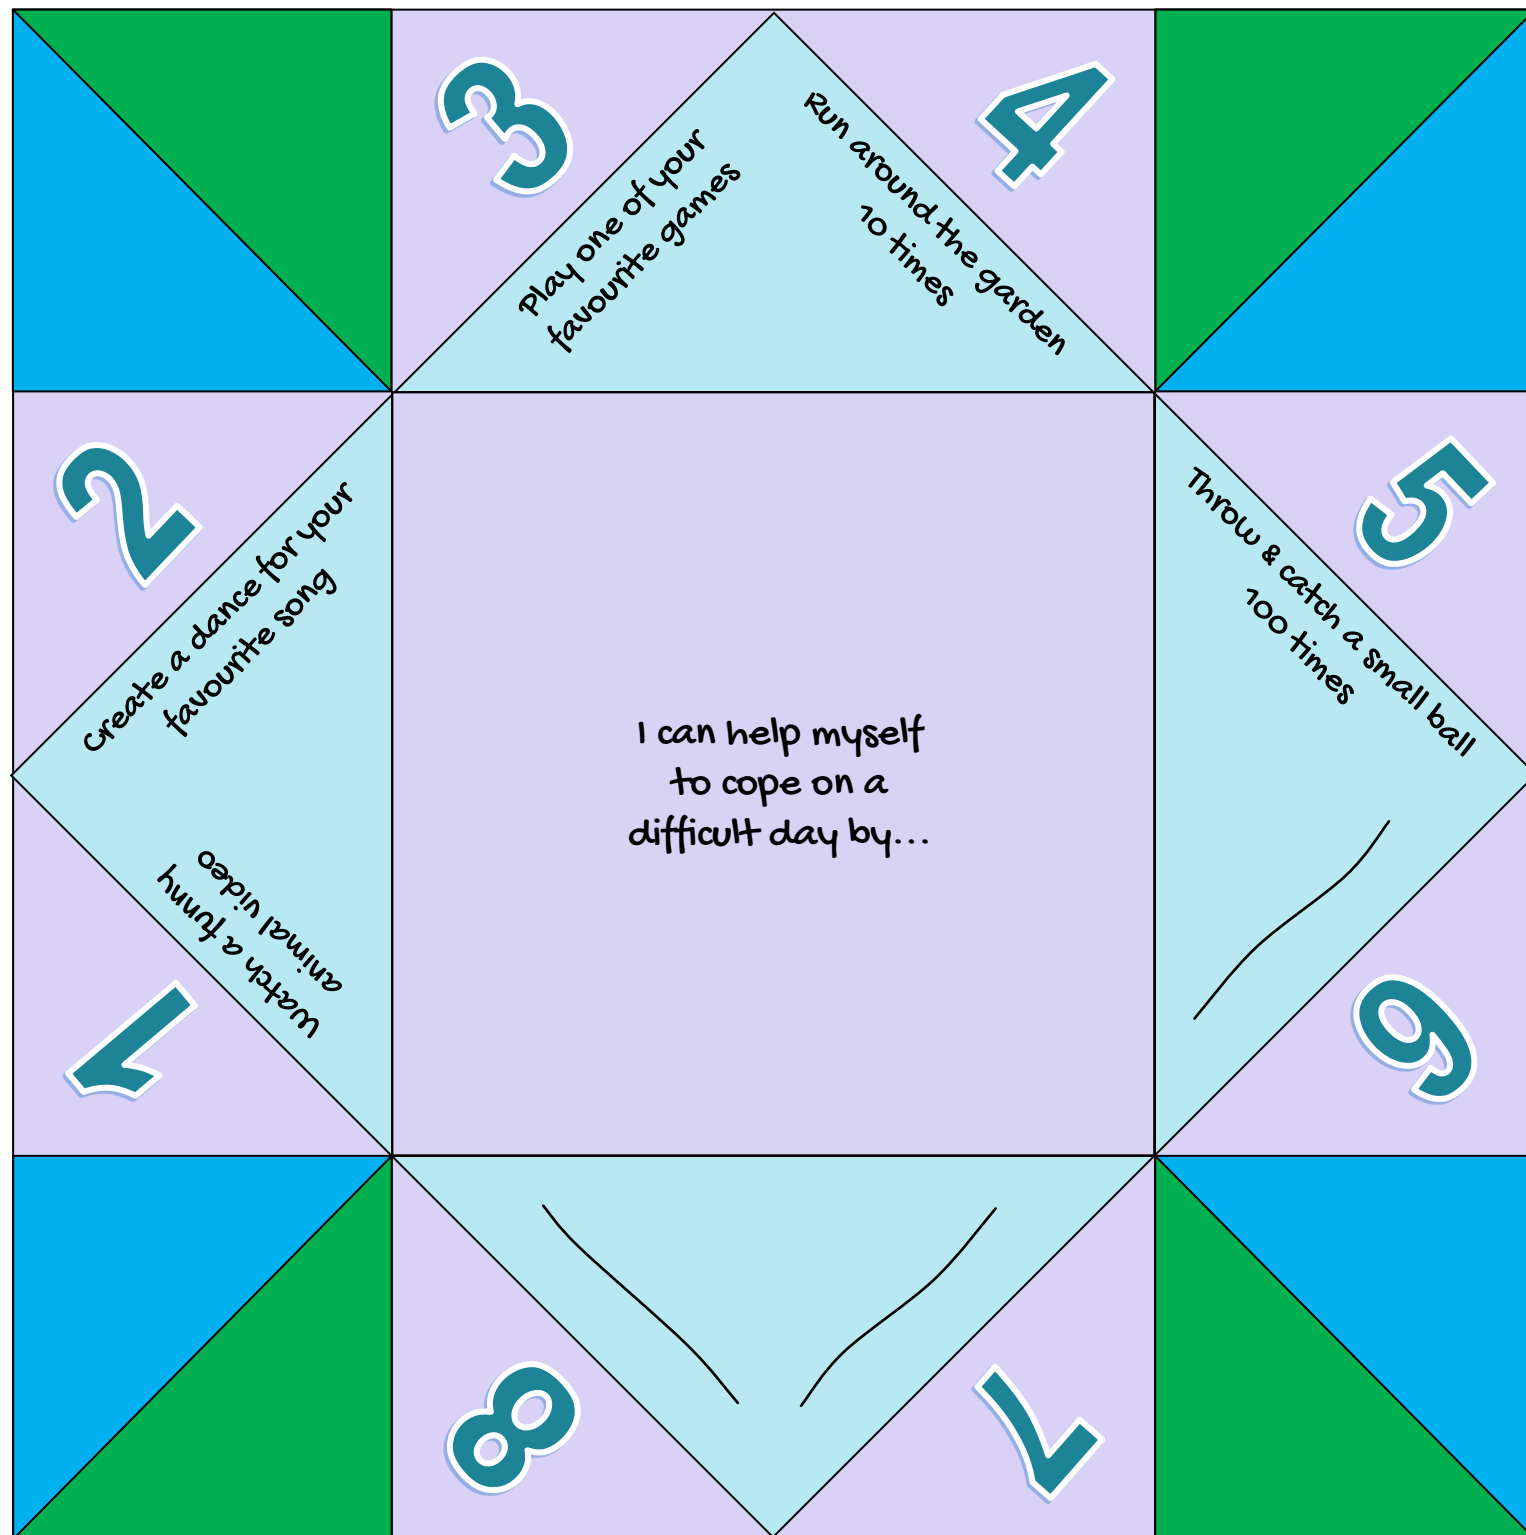 3
4
Play one of your
favourite games
Run around the garden
10 times
2
5
Create a dance for your
favourite song
Throw & catch a small ball
100 times
I can help myself
to cope on a
difficult day by...
Watch a funny
animal video
1
6
8
7